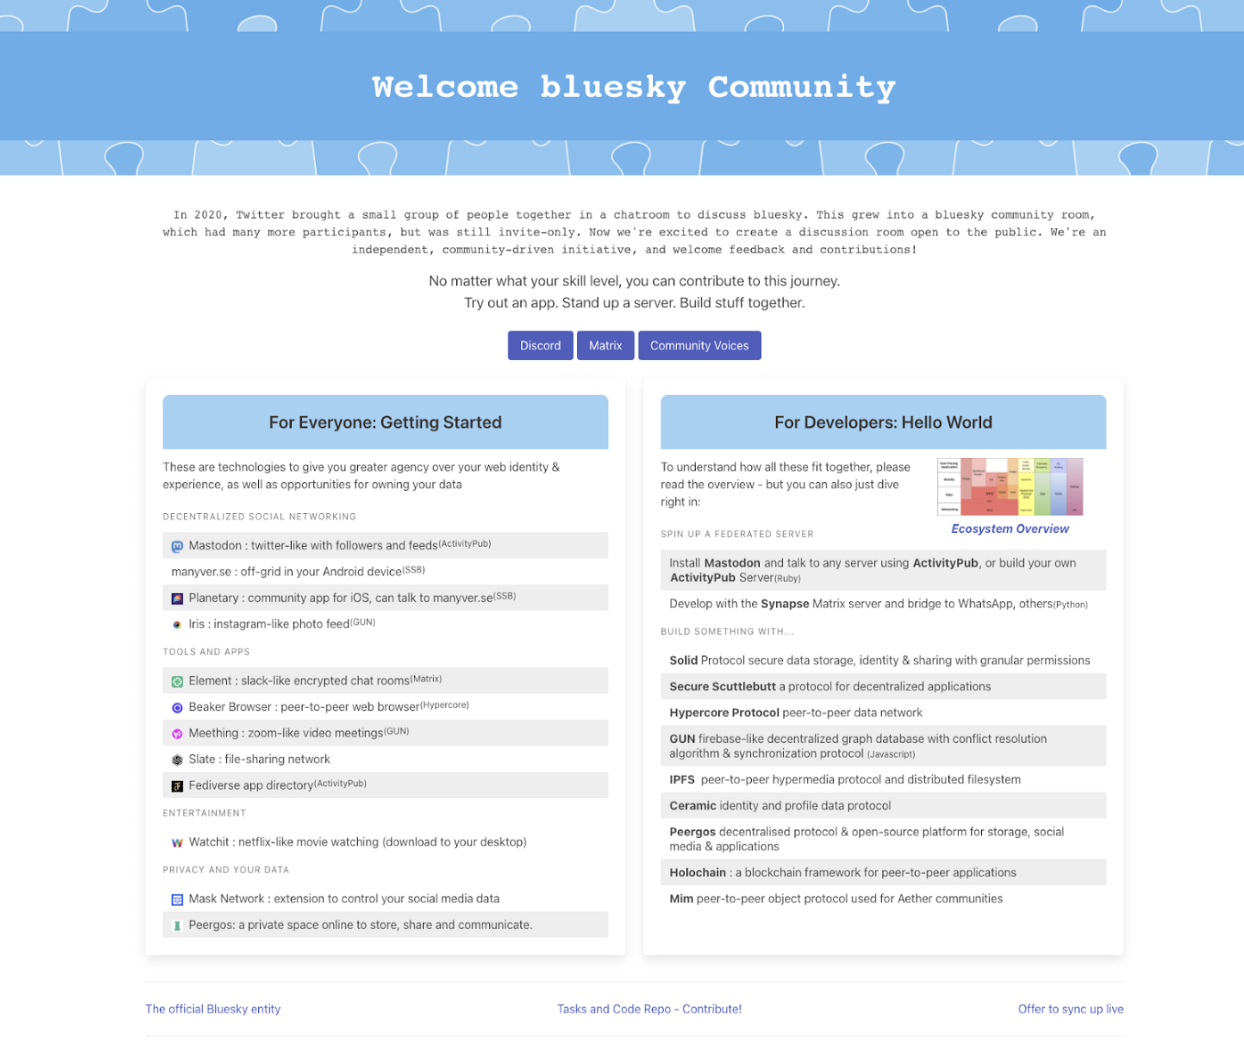 Welcome bluesky Community
In 2020, Twitter brought a small group of people together in a chatroom to discuss bluesky. This grew into a bluesky community room,
which had many more participants, but was still invite-only. Now we're excited to create a discussion room open to the public. We're an
independent, community-driven initiative, and welcome feedback and contributions!
No matter what your skill level, you can contribute to this journey.
Try out an app. Stand up a server. Build stuff together.
Discord
Matrix
Community Voices
For Everyone: Getting Started
These are technologies to give you greater agency over your web identity &
experience, as well as opportunities for owning your data
DECENTRALIZED SOCIAL NETWORKING
Mastodon : twitter-like with followers and feeds(ActivityPub)
manyver.se : off-grid in your Android device(SSB)
Planetary : community app for iOS, can talk to manyver.se(SSB)
Iris : instagram-like photo feed(GUN)
TOOLS AND APPS
Element : slack-like encrypted chat rooms(Matrix)
Beaker Browser : peer-to-peer web browser(Hypercore)
Meething : zoom-like video meetings(GUN)
Slate : file-sharing network
Fediverse app directory(ActivityPub)
ENTERTAINMENT
Watchit : netflix-like movie watching (download to your desktop)
PRIVACY AND YOUR DATA
Mask Network : extension to control your social media data
Peergos: a private space online to store, share and communicate.
For Developers: Hello World
To understand how all these fit together, please
read the overview - but you can also just dive
right in:
Ecosystem Overview
SPIN UP A FEDERATED SERVER
Install Mastodon and talk to any server using ActivityPub, or build your own
ActivityPub Server(Ruby)
Develop with the Synapse Matrix server and bridge to WhatsApp, others(Python)
BUILD SOMETHING WITH...
Solid Protocol secure data storage, identity & sharing with granular permissions
Secure Scuttlebutt a protocol for decentralized applications
Hypercore Protocol peer-to-peer data network
GUN firebase-like decentralized graph database with conflict resolution
algorithm & synchronization protocol (Javascript)
IPFS peer-to-peer hypermedia protocol and distributed filesystem
Ceramic identity and profile data protocol
Peergos decentralised protocol & open-source platform for storage, social
media & applications
Holochain : a blockchain framework for peer-to-peer applications
Mim peer-to-peer object protocol used for Aether communities
The official Bluesky entity
Tasks and Code Repo - Contribute!
Offer to sync up live